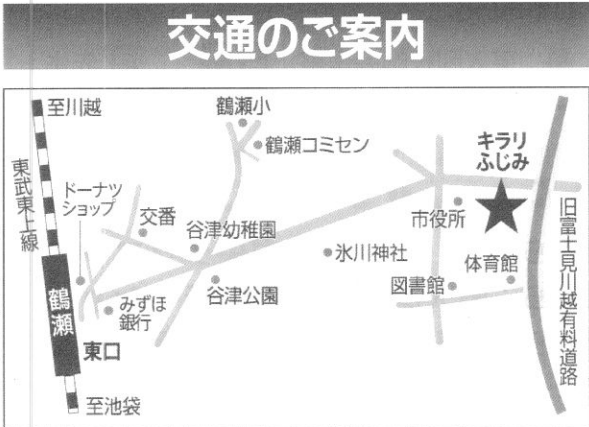 交通のご案内
至川越
東武東上線
ドーナツ
ショップ
交番
鶴瀬小
鶴瀬コミセン
谷津幼稚園
キラリ
ふじみ
市役所
氷川神社
図書館
体育館
旧富士見川越有料道路
鶴瀬
みずほ
銀行
谷津公園
東口
至池袋